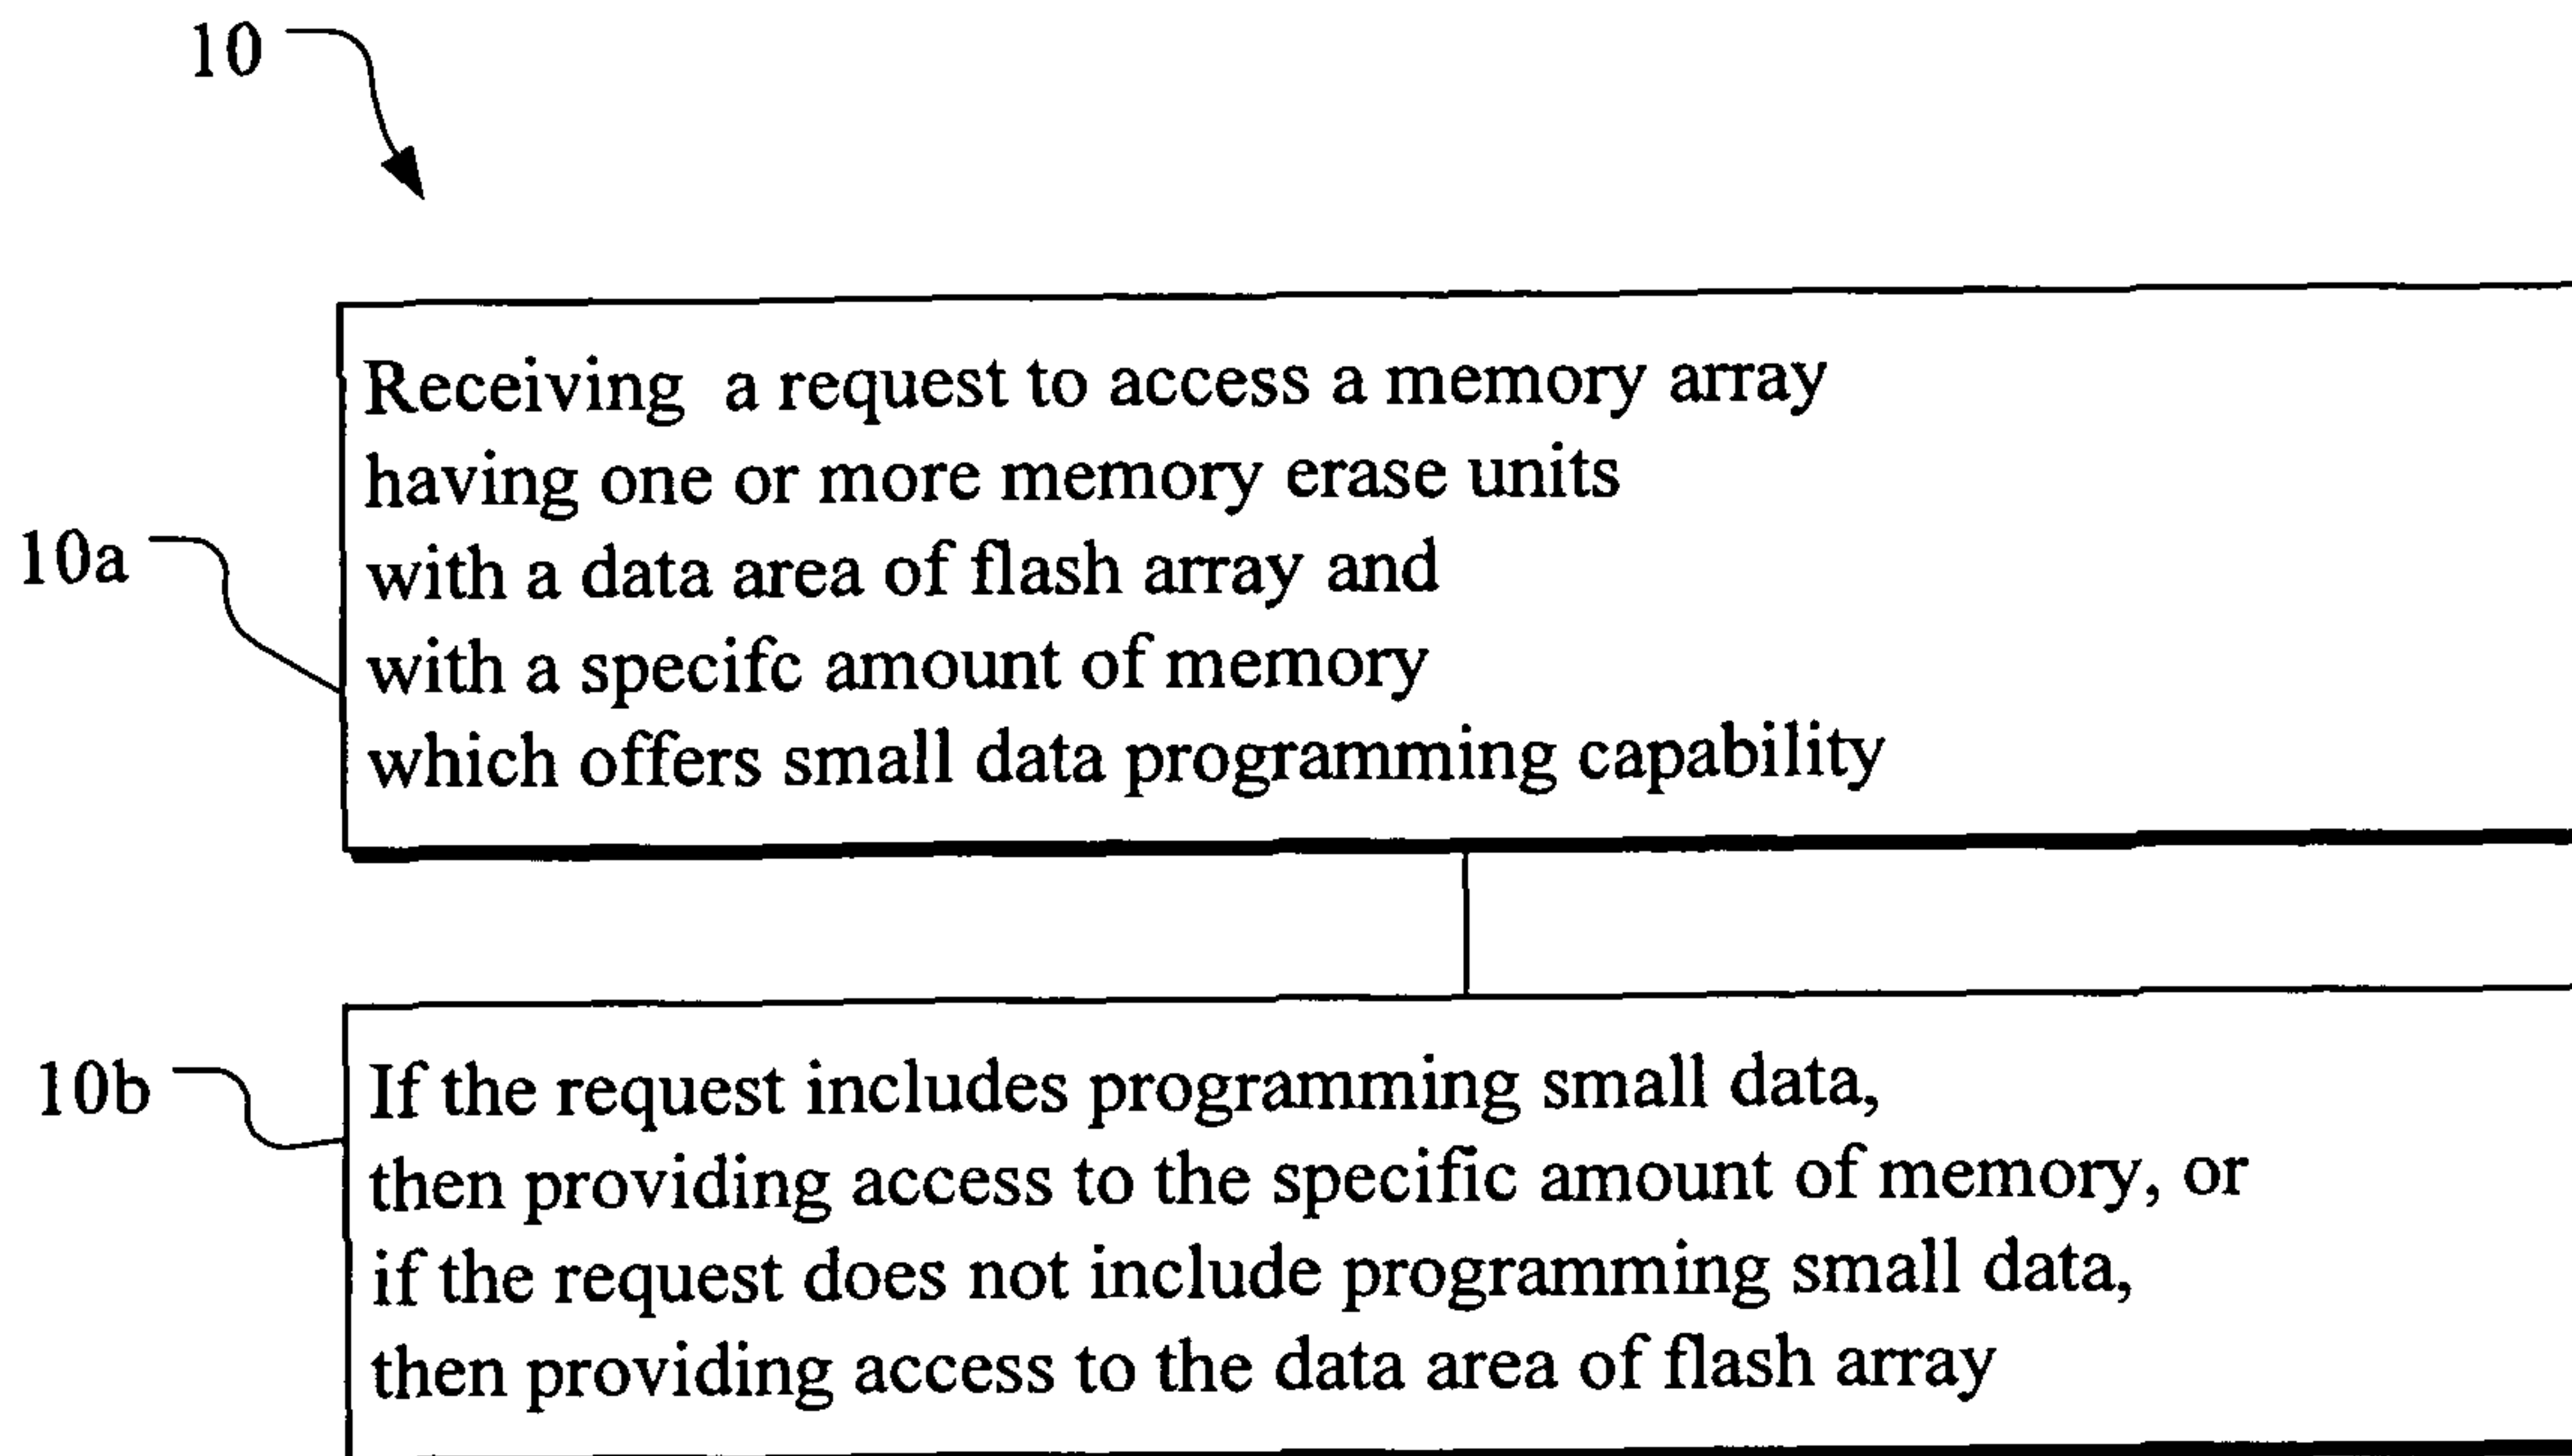 10
Receiving a request to access a memory array
having one or more memory erase units
10a
with a data area of flash array and
with a specifc amount of memory
which offers small data programming capability
10b
If the request includes programming small data,
then providing access to the specific amount of memory, or
if the request does not include programming small data,
then providing access to the data area of flash array